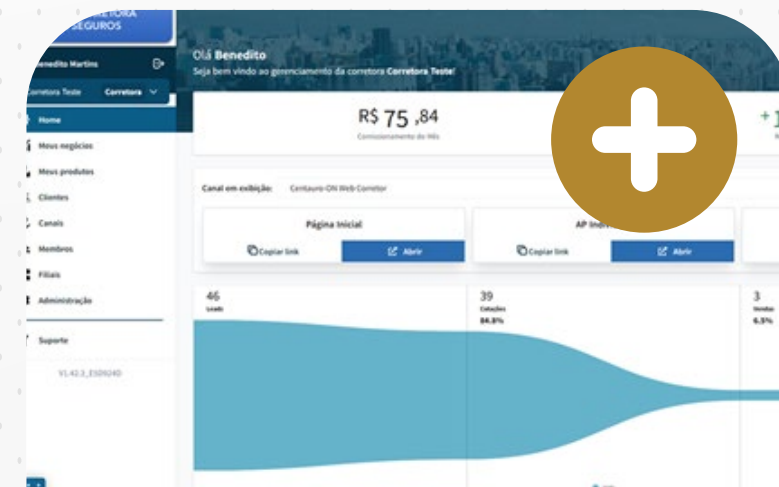 SEGUROS
Benedito Martins
Corretora Teste Corretora
Home
Meus negócios
Meus produtos
Clientes
Canais
Membros
Filiais
Administração
Suporte
Olá Benedito
Seja bem vindo ao gerenciamento da corretora Corretora Teste!
R$ 75 ,84
Comissionamento do Mês
Canal em exibição: Centauro-ON Web Corretor
Página Inicial
Copiar link Abrir
AP
Copiar link Abrir
46
Leads
39
Cotações
84.8%
3
Vendas
6.5%